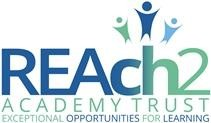 REAch2
ACADEMY TRUST
EXCEPTIONAL OPPORTUNITIES FOR LEARNING